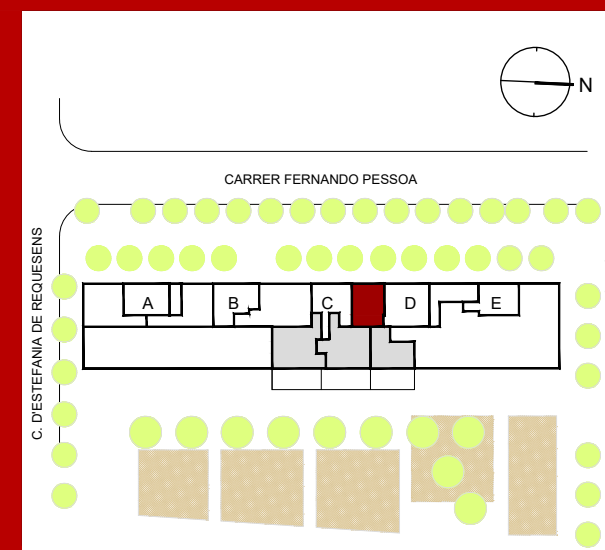 N
CARRER FERNANDO PESSOA
C. D'ESTEFANIA DE REQUESENS
A B C D E